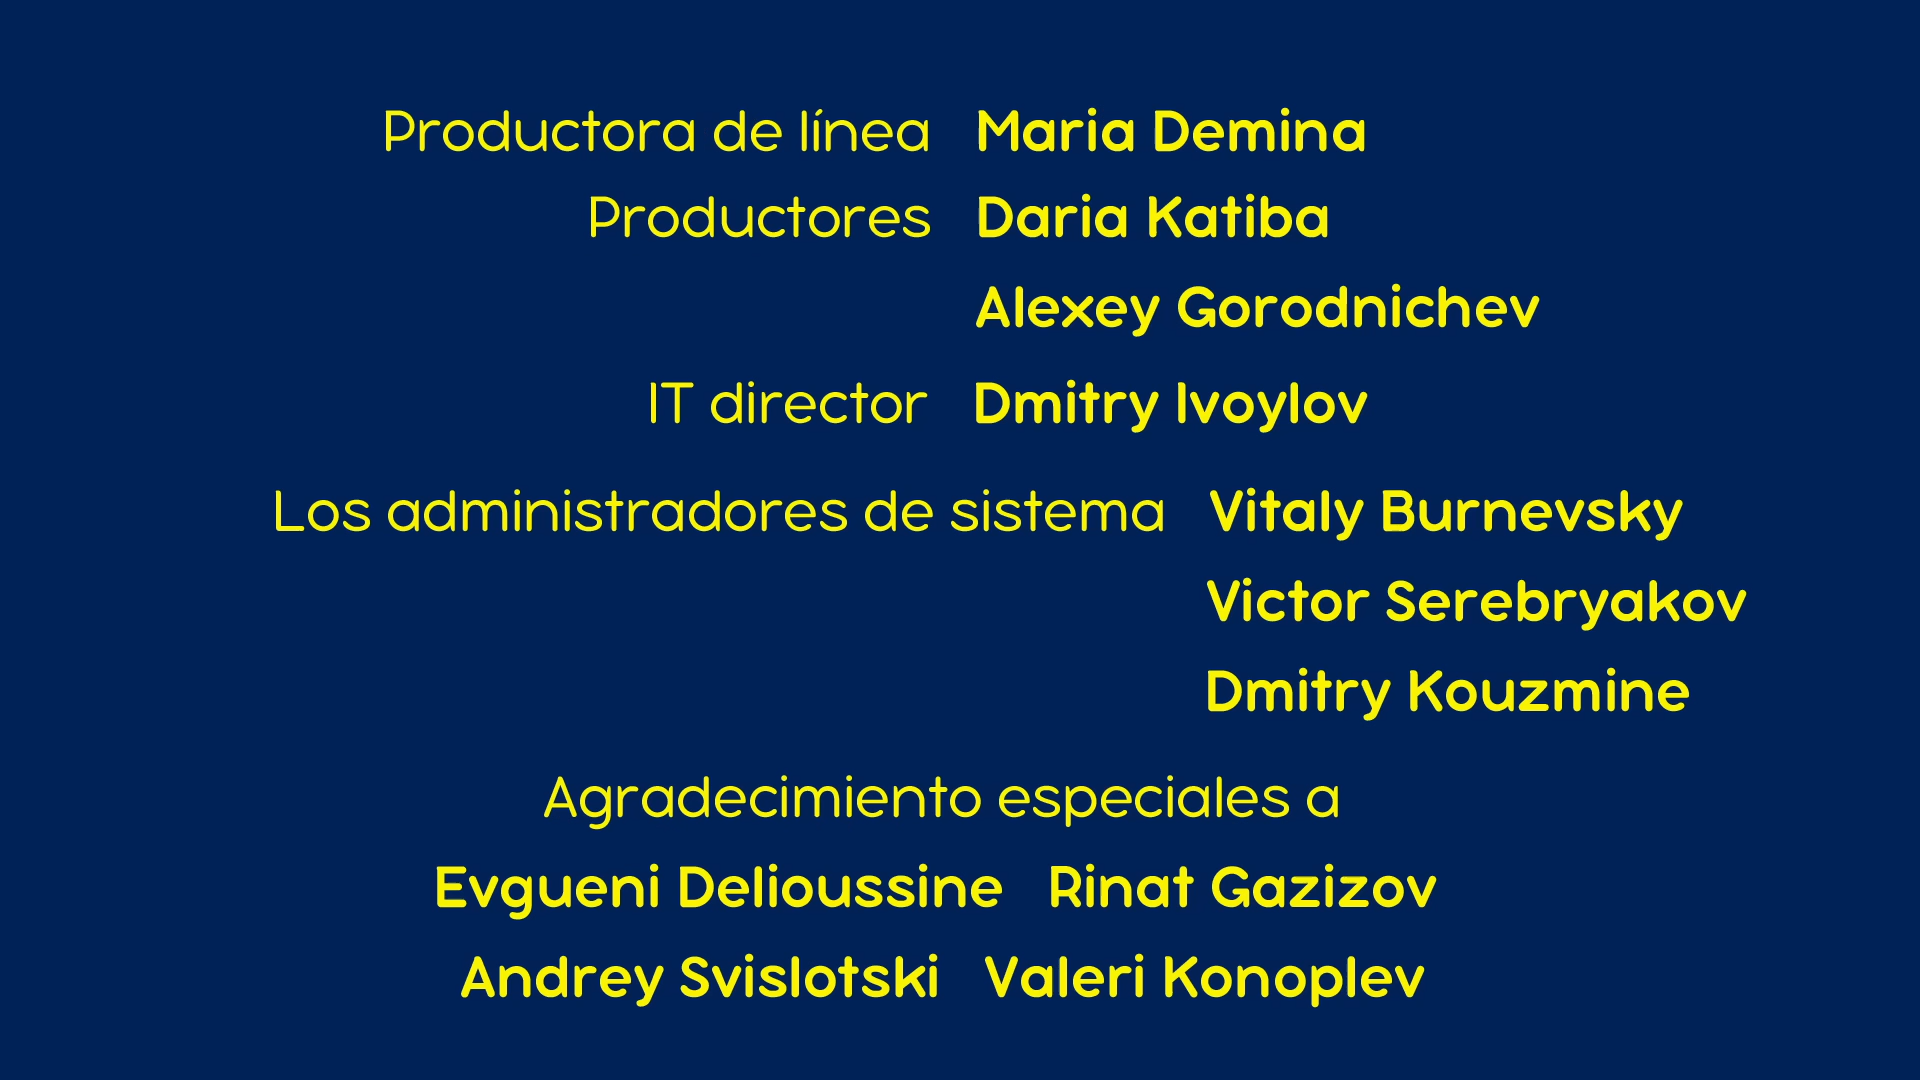 Productora de línea Maria Demina
Productores Daria Katiba
Alexey Gorodnichev
IT director Dmitry Ivoylov
Los administradores de sistema Vitaly Burnevsky
Victor Serebryakov
Dmitry Kouzmine
Agradecimiento especiales a
Evgueni Delioussine Rinat Gazizov
Andrey Svislotski Valeri Konoplev